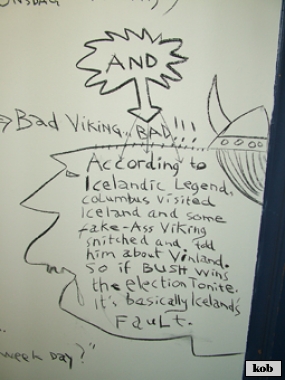 ONSDAG
AND
Bad Viking.. BAD!!!
According to
Icelandic Legend,
columbus visited
Iceland and some
fake-Ass Viking
snitched and told
him about Vinland.
So if BUSH wins
the election Tonite.
It's basically Iceland's
Fault.
week day?"
kob